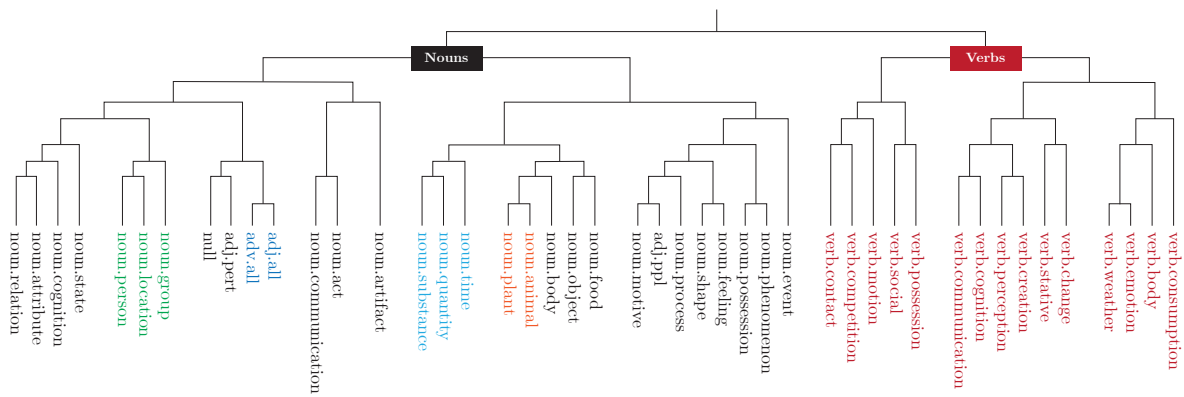 Nouns
Verbs
noun.relation
noun.attribute
noun.cognition
noun.state
noun.person
noun.location
noun.group
null
adj.pert
adv.all
adj.all
noun.communication
noun.act
noun.artifact
noun.substance
noun.quantity
noun.time
noun.plant
noun.animal
noun.body
noun.object
noun.food
noun.motive
adj.ppl
noun.process
noun.shape
noun.feeling
noun.possession
noun.phenomenon
noun.event
verb.contact
verb.competition
verb.motion
verb.social
verb.possession
verb.communication
verb.cognition
verb.perception
verb.creation
verb.stative
verb.change
verb.weather
verb.emotion
verb.body
verb.consumption